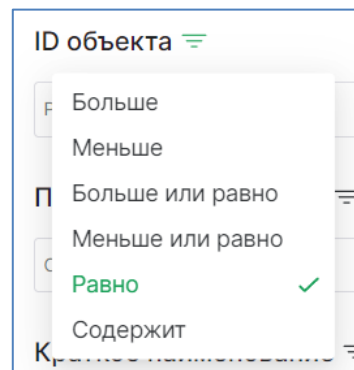 ID объекта
Больше
Меньше
Больше или равно
Меньше или равно
Равно
Содержит